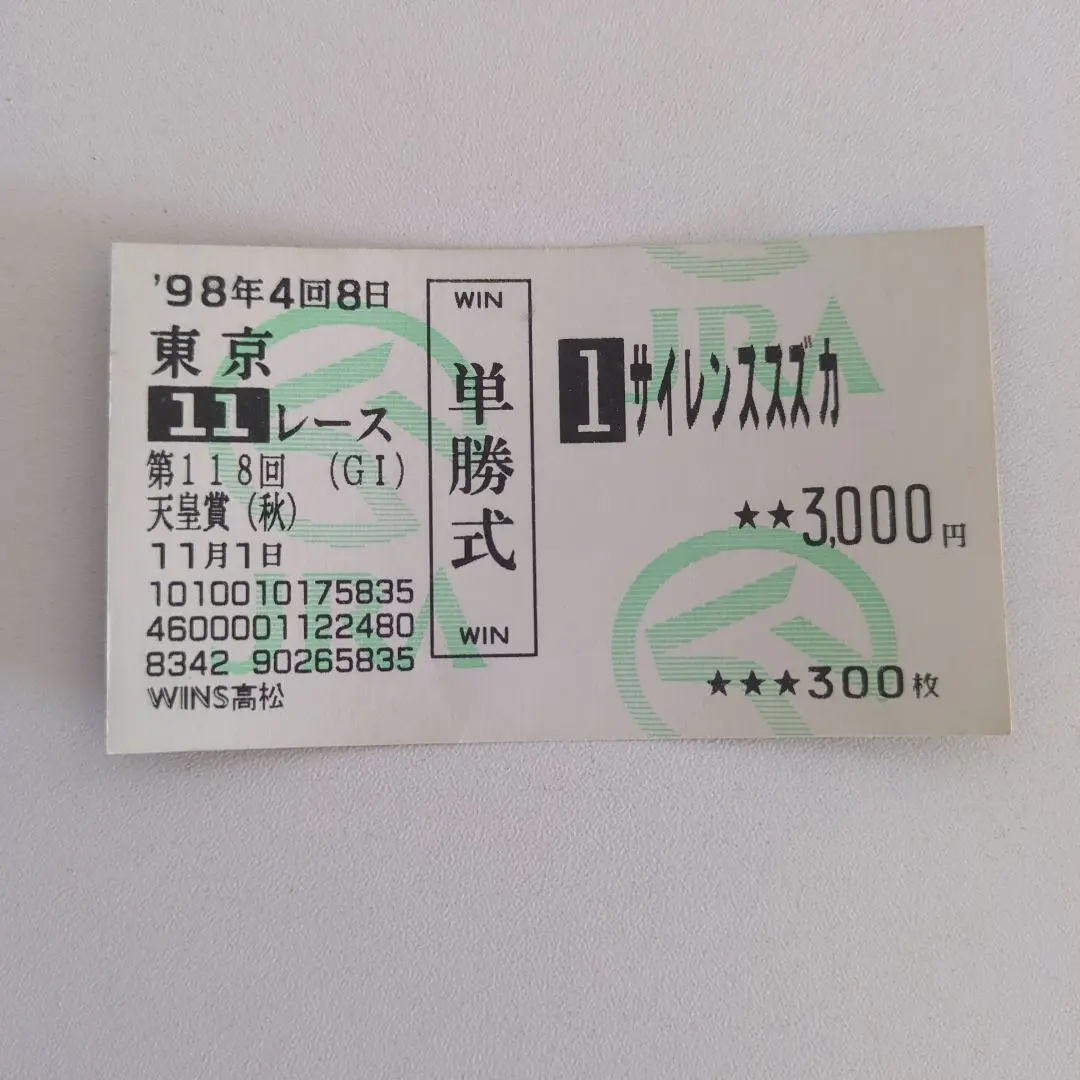 '98年4回8日
東京
11レース
第118回 (GI)
天皇賞(秋)
11月1日
1010010175835
4600001122480
8342 90265835
WINS高松
WIN
単勝式
WIN
1 サイレンススズカ
★★3,000円
★★★300枚
JRA
JRA